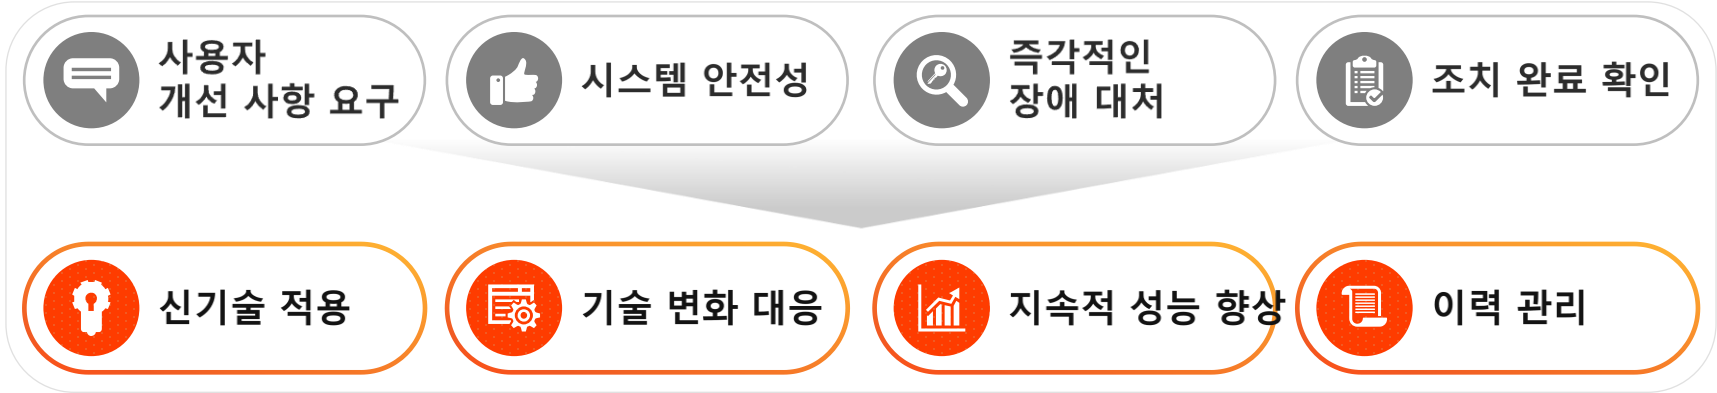 사용자
개선 사항 요구
시스템 안전성
즉각적인
장애 대처
조치 완료 확인
신기술 적용
기술 변화 대응
지속적 성능 향상
이력 관리